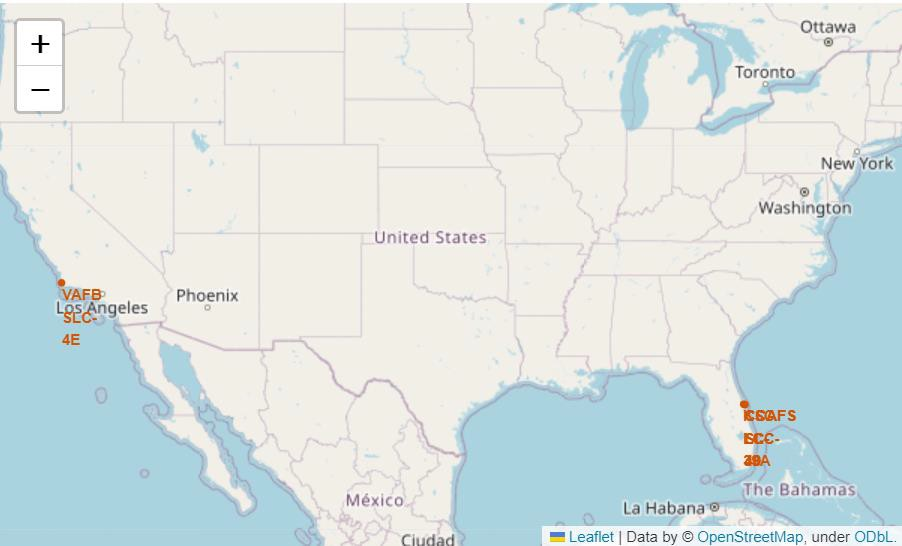 +
−
Ottawa
Toronto
New York
Washington
United States
Phoenix
Los Angeles
VAFB
SLC-
4E
México
The Bahamas
La Habana
Ciudad
Leaflet | Data by © OpenStreetMap, under ODbL.